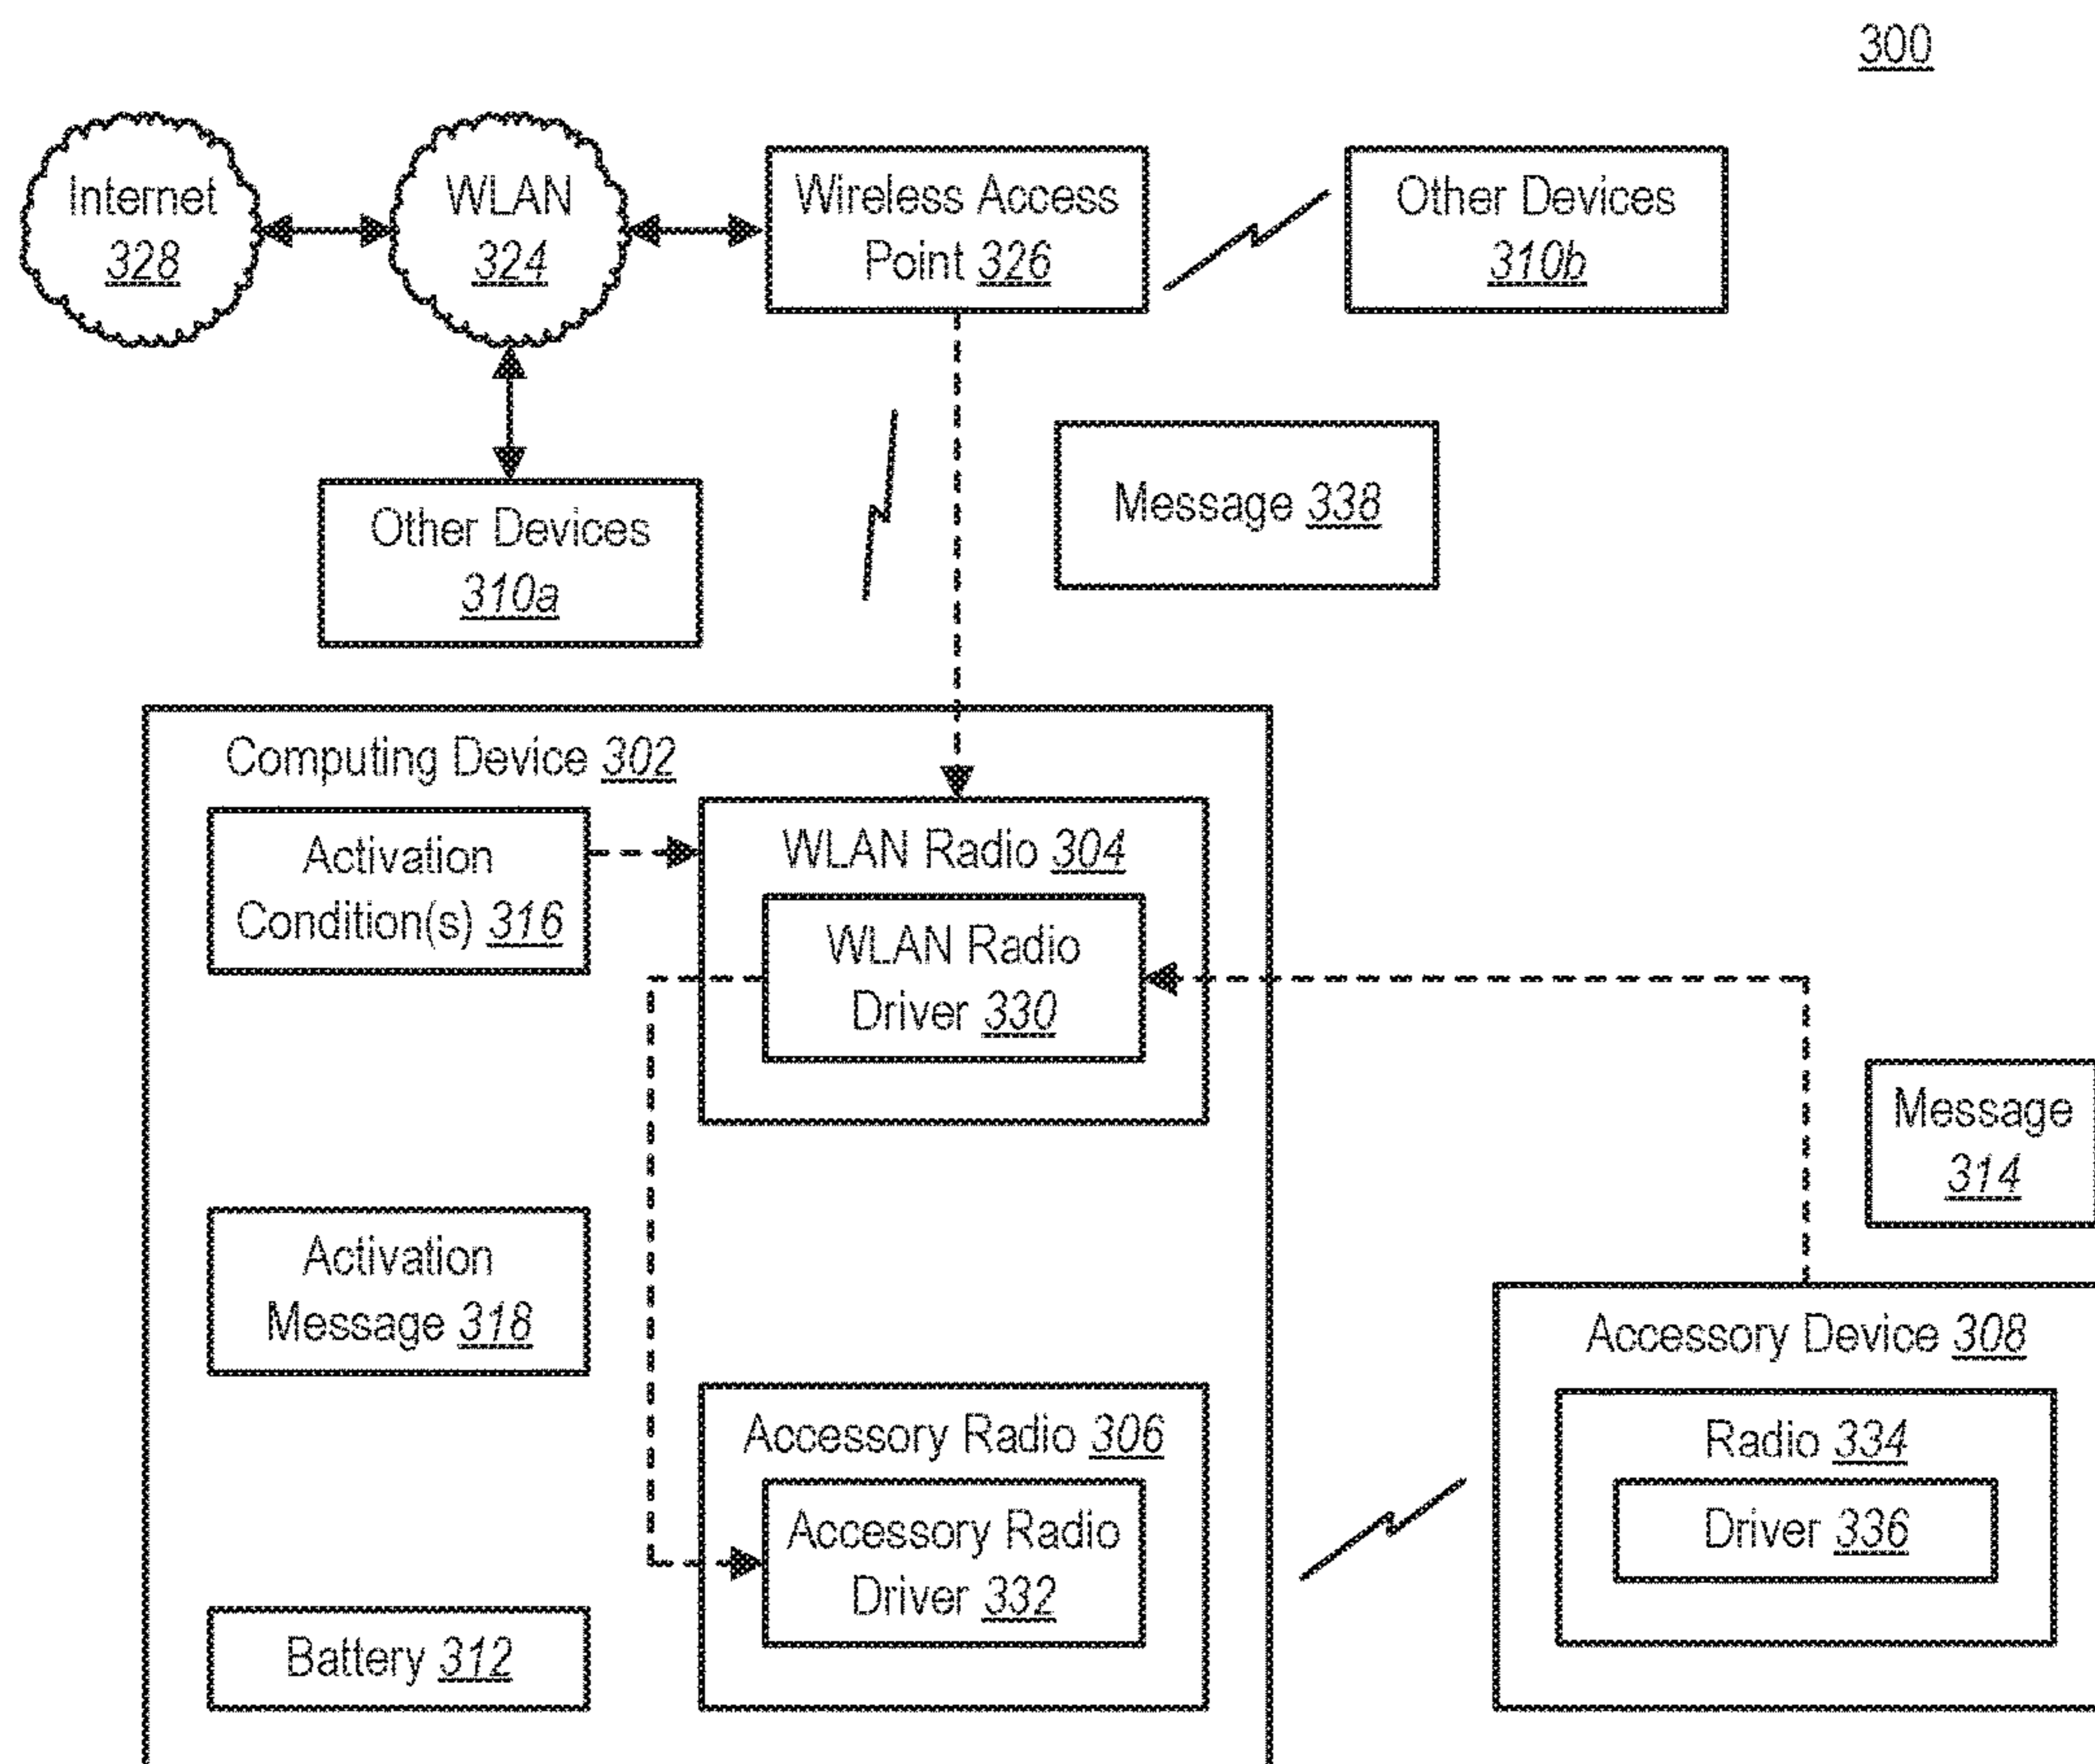 300
Internet
328
WLAN
324
Wireless Access
Point 326
Other Devices
310b
Other Devices
310a
Message 338
Computing Device 302
Activation
Condition(s) 316
WLAN Radio 304
WLAN Radio
Driver 330
Message
314
Activation
Message 318
Accessory Device 308
Radio 334
Driver 336
Accessory Radio 306
Accessory Radio
Driver 332
Battery 312